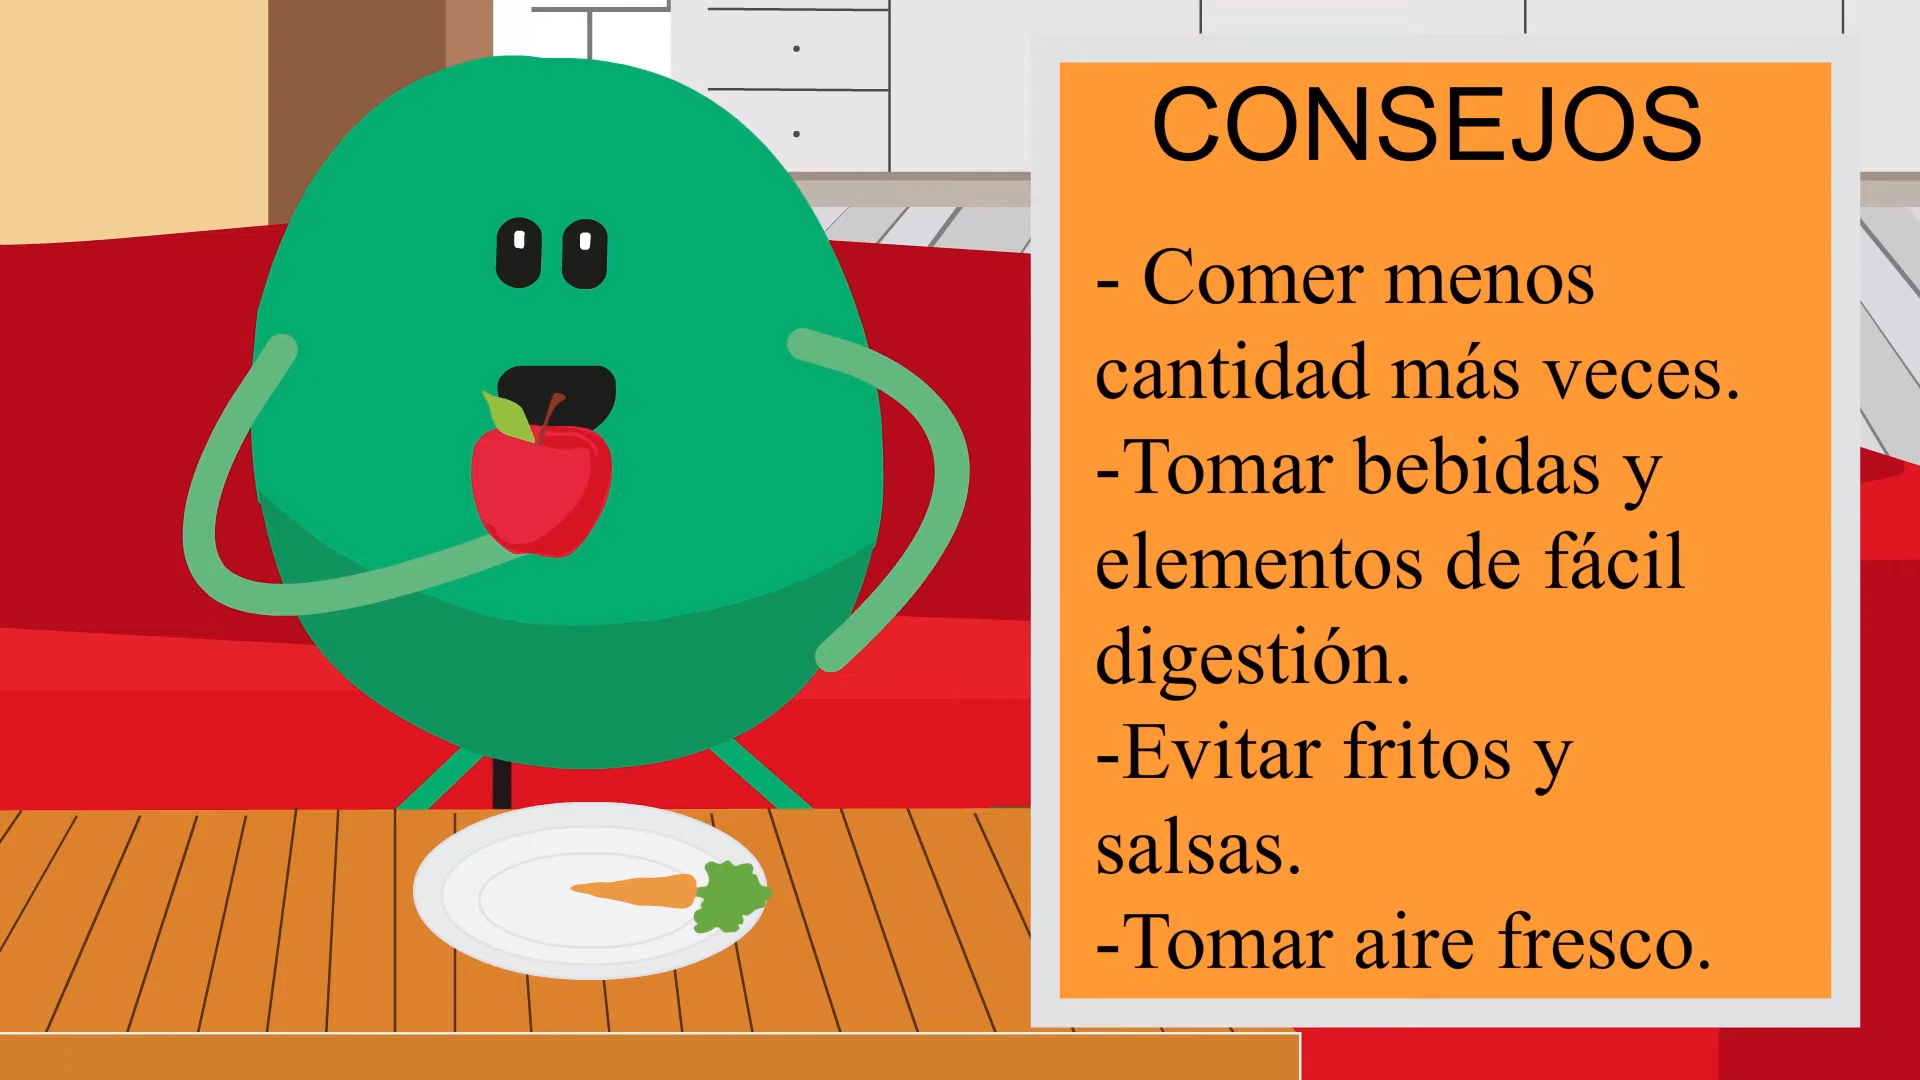 CONSEJOS
- Comer menos
cantidad más veces.
-Tomar bebidas y
elementos de fácil
digestión.
-Evitar fritos y
salsas.
-Tomar aire fresco.